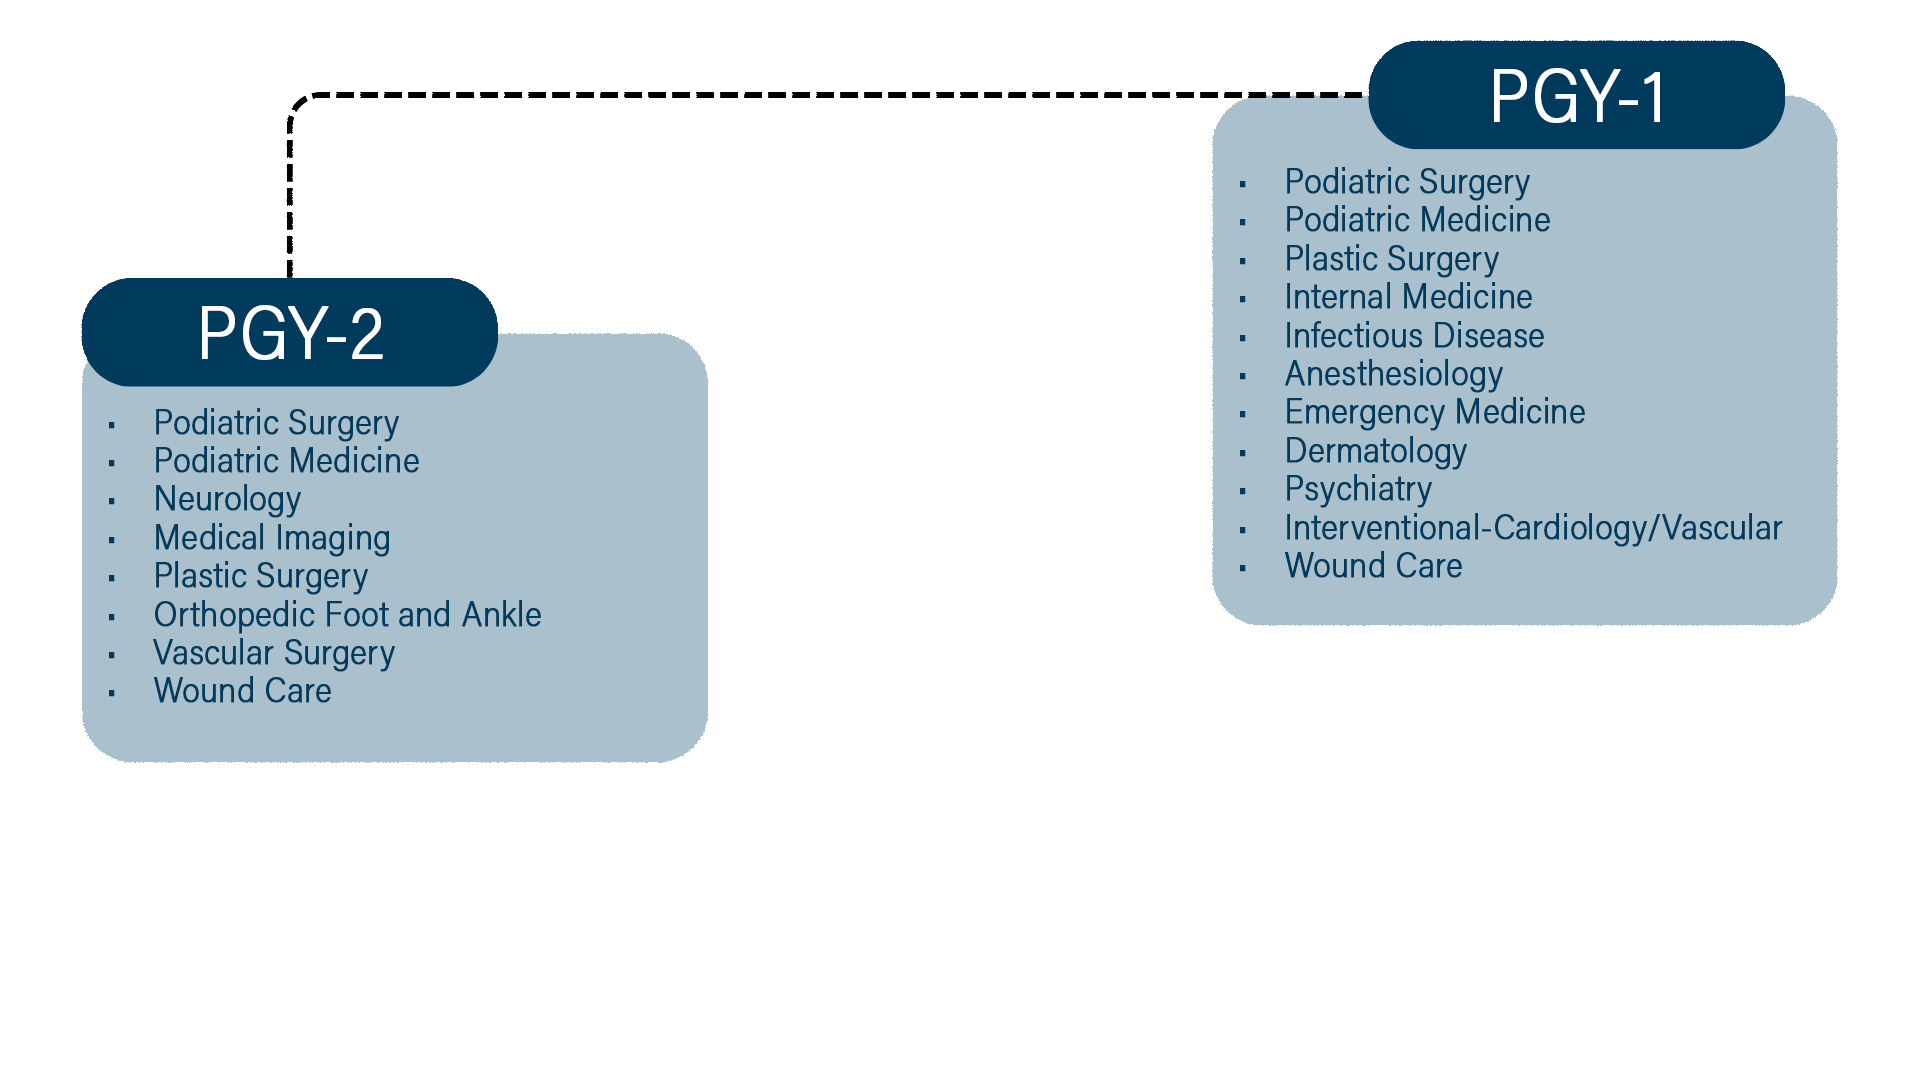 PGY-1
▪ Podiatric Surgery
▪ Podiatric Medicine
▪ Plastic Surgery
▪ Internal Medicine
▪ Infectious Disease
▪ Anesthesiology
▪ Emergency Medicine
▪ Dermatology
▪ Psychiatry
▪ Interventional-Cardiology/Vascular
▪ Wound Care
PGY-2
▪ Podiatric Surgery
▪ Podiatric Medicine
▪ Neurology
▪ Medical Imaging
▪ Plastic Surgery
▪ Orthopedic Foot and Ankle
▪ Vascular Surgery
▪ Wound Care